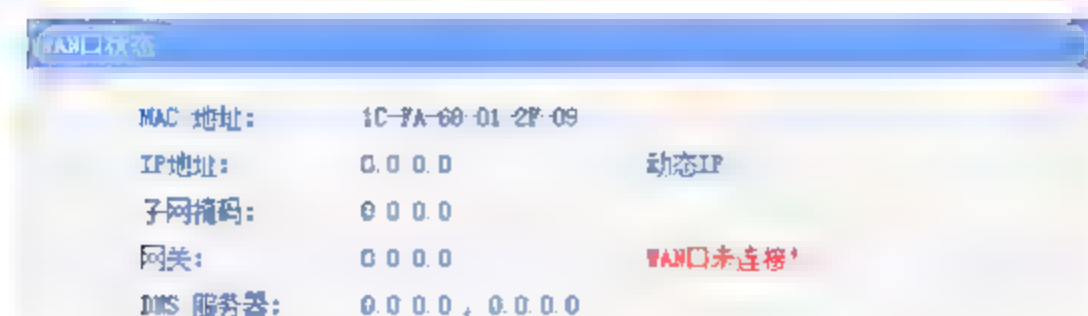 WAN口状态
MAC 地址: 1C-FA-68-01-2F-09
IP地址: 0.0.0.0 动态IP
子网掩码: 0.0.0.0
网关: 0.0.0.0 WAN口未连接!
DNS 服务器: 0.0.0.0 , 0.0.0.0